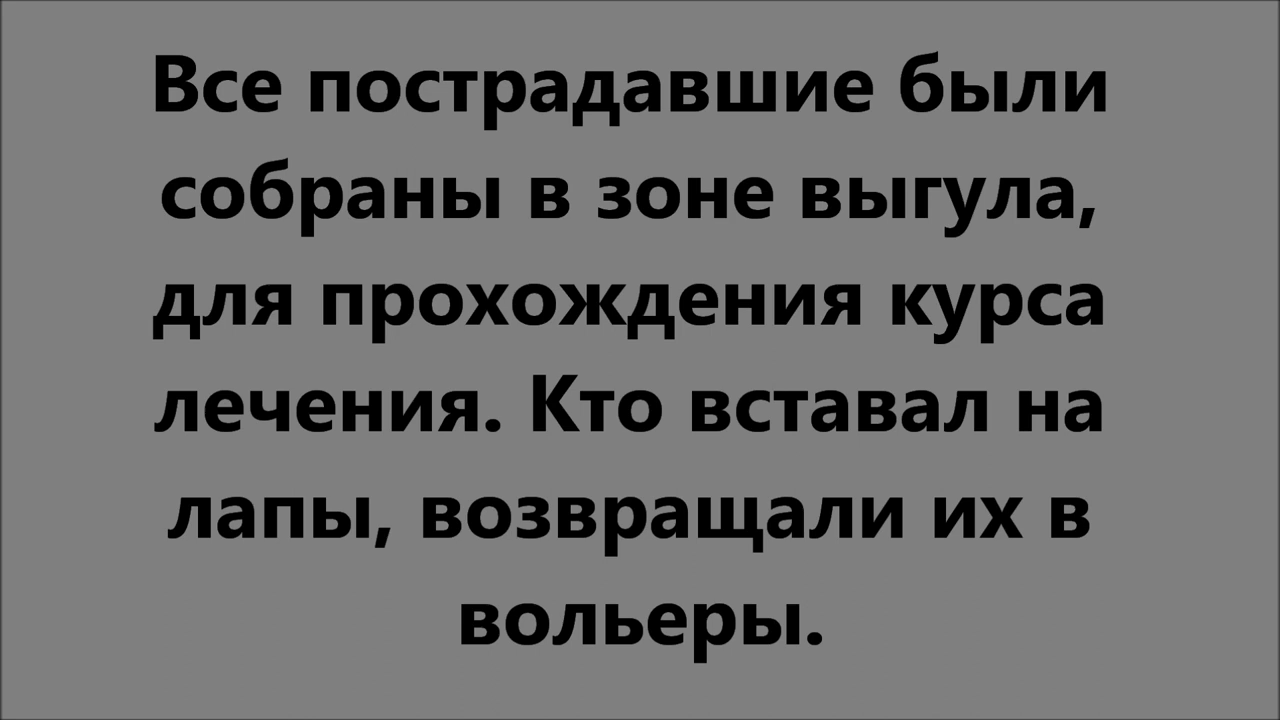 Все пострадавшие были
собраны в зоне выгула,
для прохождения курса
лечения. Кто вставал на
лапы, возвращали их в
вольеры.